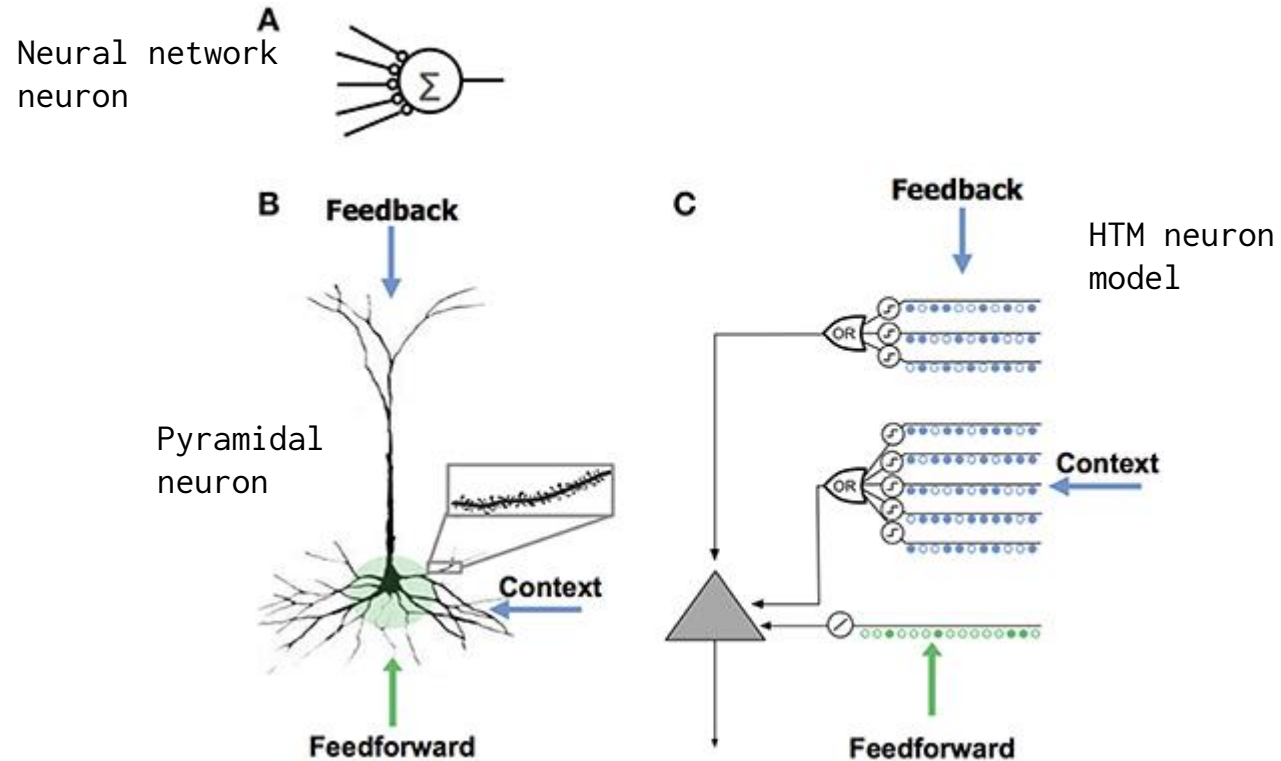 A
Neural network
neuron
Σ
B
Feedback
Pyramidal
neuron
Context
Feedforward
C
Feedback
HTM neuron
model
OR
OR
Context
Feedforward